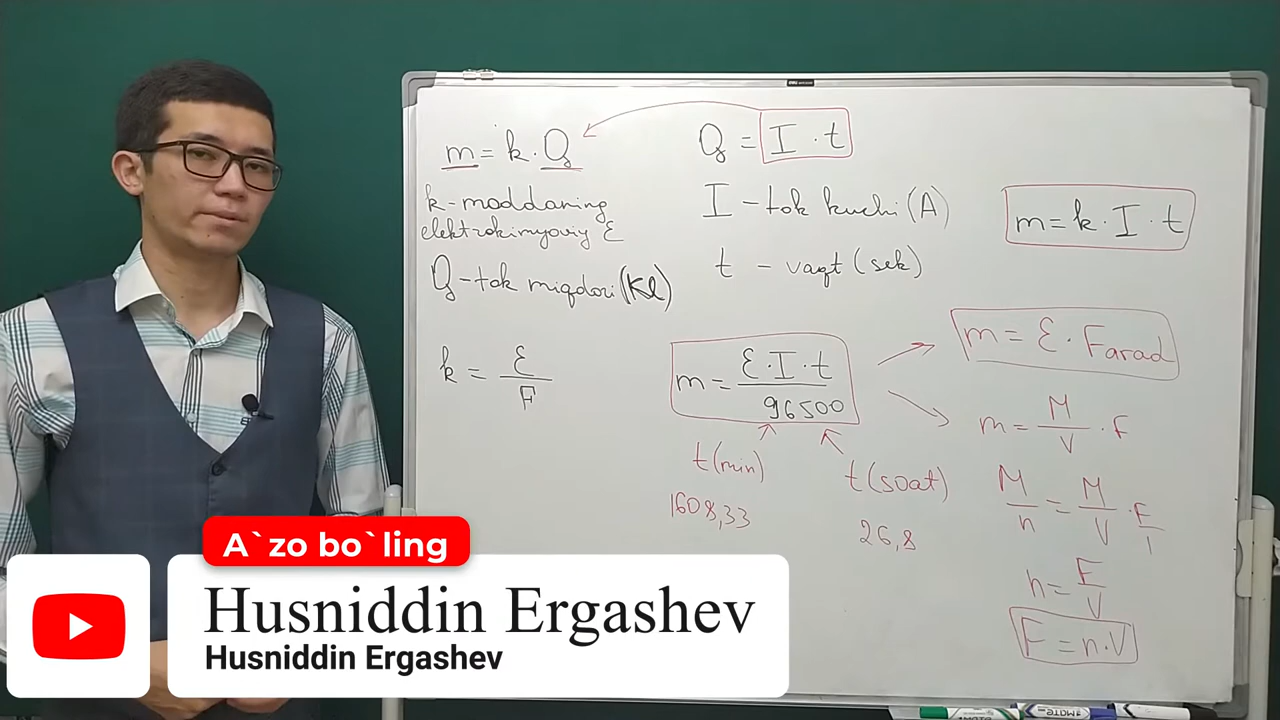 m = k · Q
Q = I · t
k-moddaning
elektrokimyoviy Ɛ
I - tok kuchi (A)
m = k · I · t
Q - tok miqdori (Kl)
t - vaqt (sek)
k = Ɛ / F
m = Ɛ · I · t / 96500
m = Ɛ · Farad
m = M / V · F
t (min)
t (soat)
1608,33
26,8
M / n = M / V · F / 1
n = F / V
F = n · V
A`zo bo`ling
Husniddin Ergashev
Husniddin Ergashev